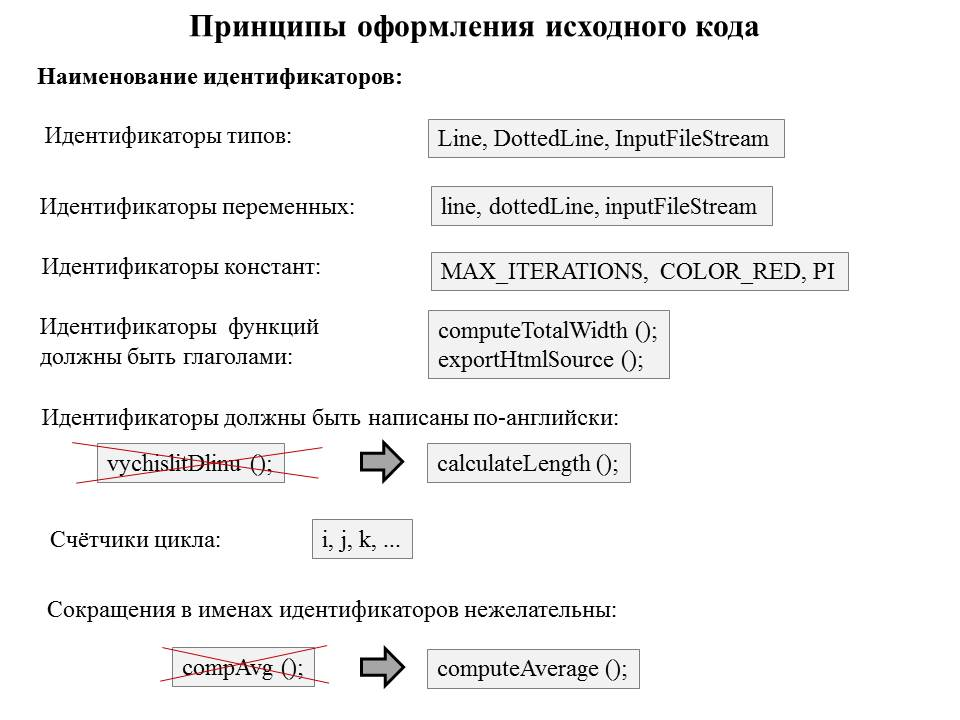 Принципы оформления исходного кода
Наименование идентификаторов:
Идентификаторы типов:
Line, DottedLine, InputFileStream
Идентификаторы переменных:
line, dottedLine, inputFileStream
Идентификаторы констант:
MAX_ITERATIONS, COLOR_RED, PI
Идентификаторы функций
должны быть глаголами:
computeTotalWidth ();
exportHtmlSource ();
Идентификаторы должны быть написаны по-английски:
vychislitDlinu ();
calculateLength ();
Счётчики цикла:
i, j, k, ...
Сокращения в именах идентификаторов нежелательны:
compAvg ();
computeAverage ();